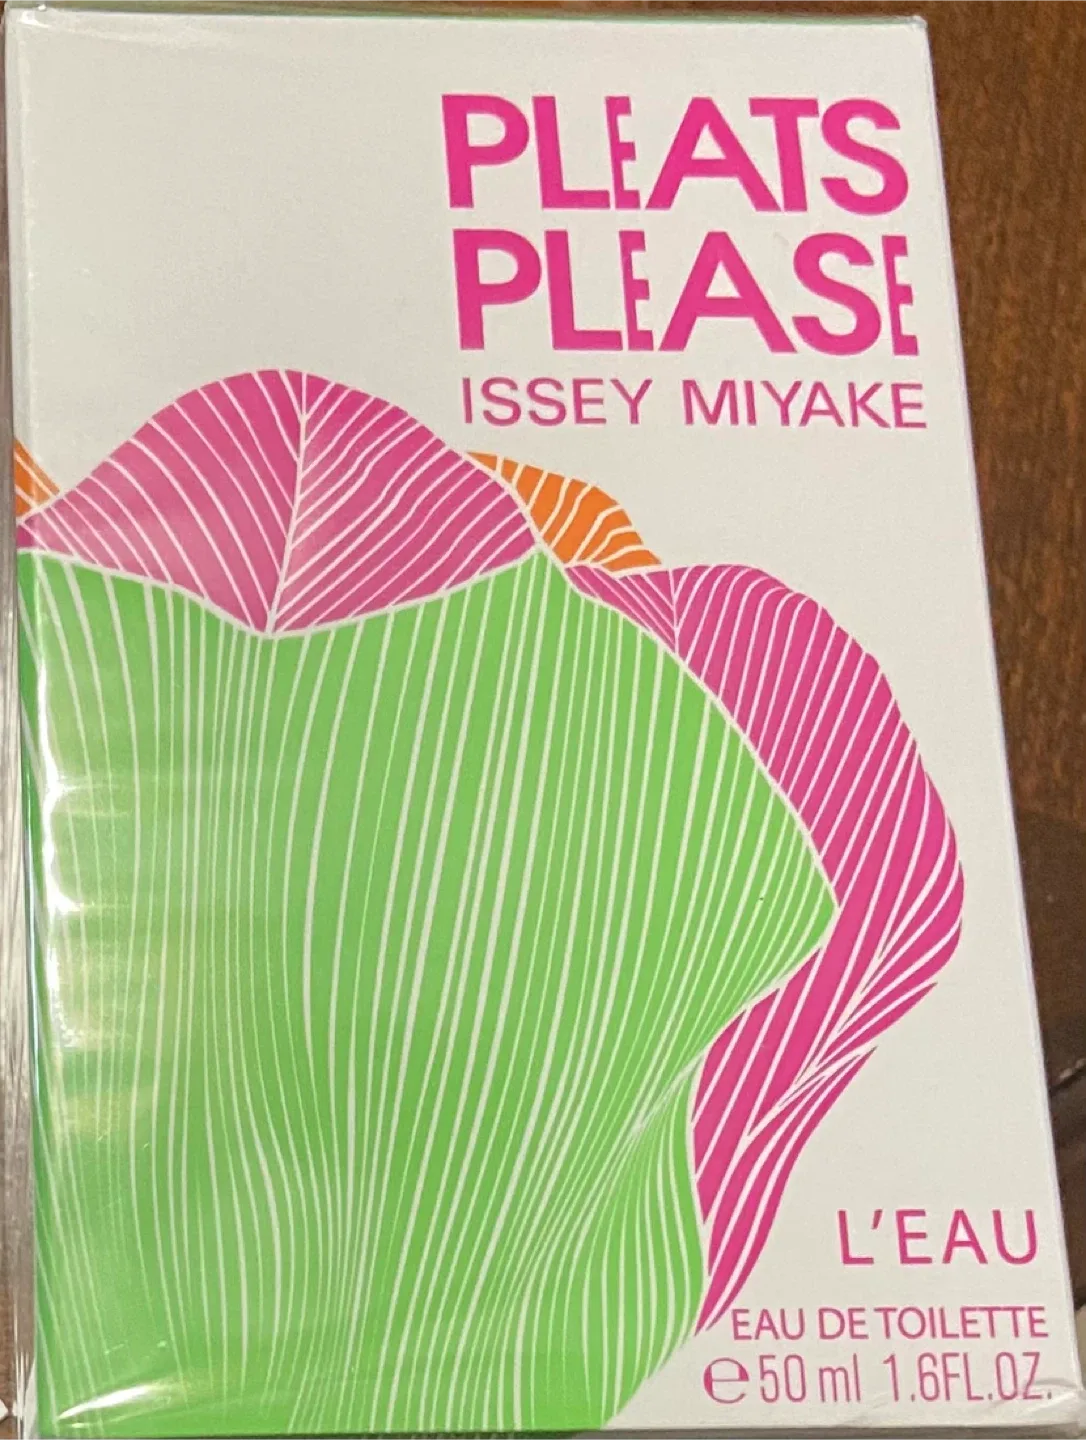 PLEATS
PLEASE
ISSEY MIYAKE
L'EAU
EAU DE TOILETTE
℮50 ml 1.6FL.OZ.